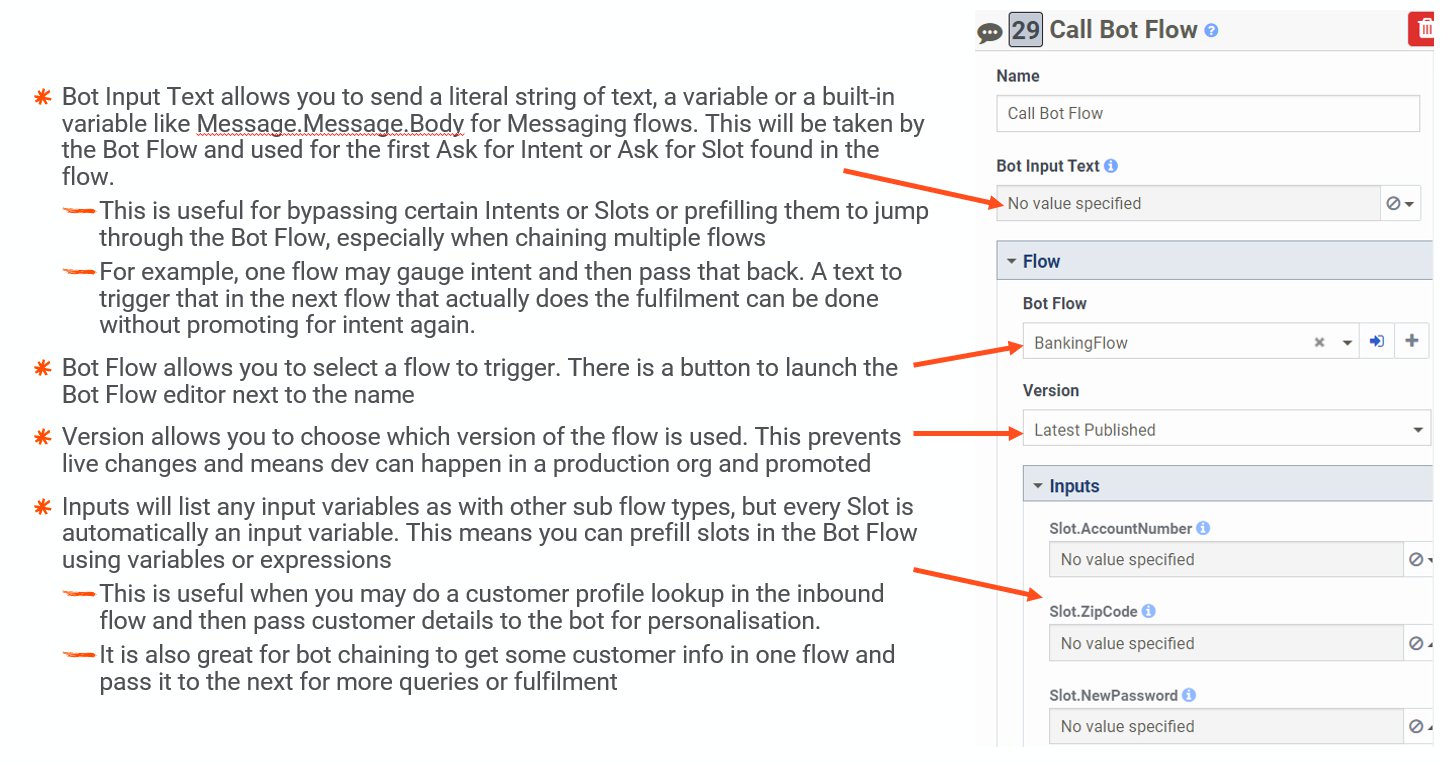 Bot Input Text allows you to send a literal string of text, a variable or a built-in
variable like Message.Message.Body for Messaging flows. This will be taken by
the Bot Flow and used for the first Ask for Intent or Ask for Slot found in the
flow.
This is useful for bypassing certain Intents or Slots or prefilling them to jump
through the Bot Flow, especially when chaining multiple flows
For example, one flow may gauge intent and then pass that back. A text to
trigger that in the next flow that actually does the fulfilment can be done
without promoting for intent again.
Bot Flow allows you to select a flow to trigger. There is a button to launch the
Bot Flow editor next to the name
Version allows you to choose which version of the flow is used. This prevents
live changes and means dev can happen in a production org and promoted
Inputs will list any input variables as with other sub flow types, but every Slot is
automatically an input variable. This means you can prefill slots in the Bot Flow
using variables or expressions
This is useful when you may do a customer profile lookup in the inbound
flow and then pass customer details to the bot for personalisation.
It is also great for bot chaining to get some customer info in one flow and
pass it to the next for more queries or fulfilment
29 Call Bot Flow
Name
Call Bot Flow
Bot Input Text
No value specified
Flow
Bot Flow
BankingFlow
Version
Latest Published
Inputs
Slot.AccountNumber
No value specified
Slot.ZipCode
No value specified
Slot.NewPassword
No value specified